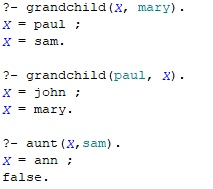 ?- grandchild(X, mary).
X = paul ;
X = sam.
?- grandchild(paul, X).
X = john ;
X = mary.
?- aunt(X,sam).
X = ann ;
false.